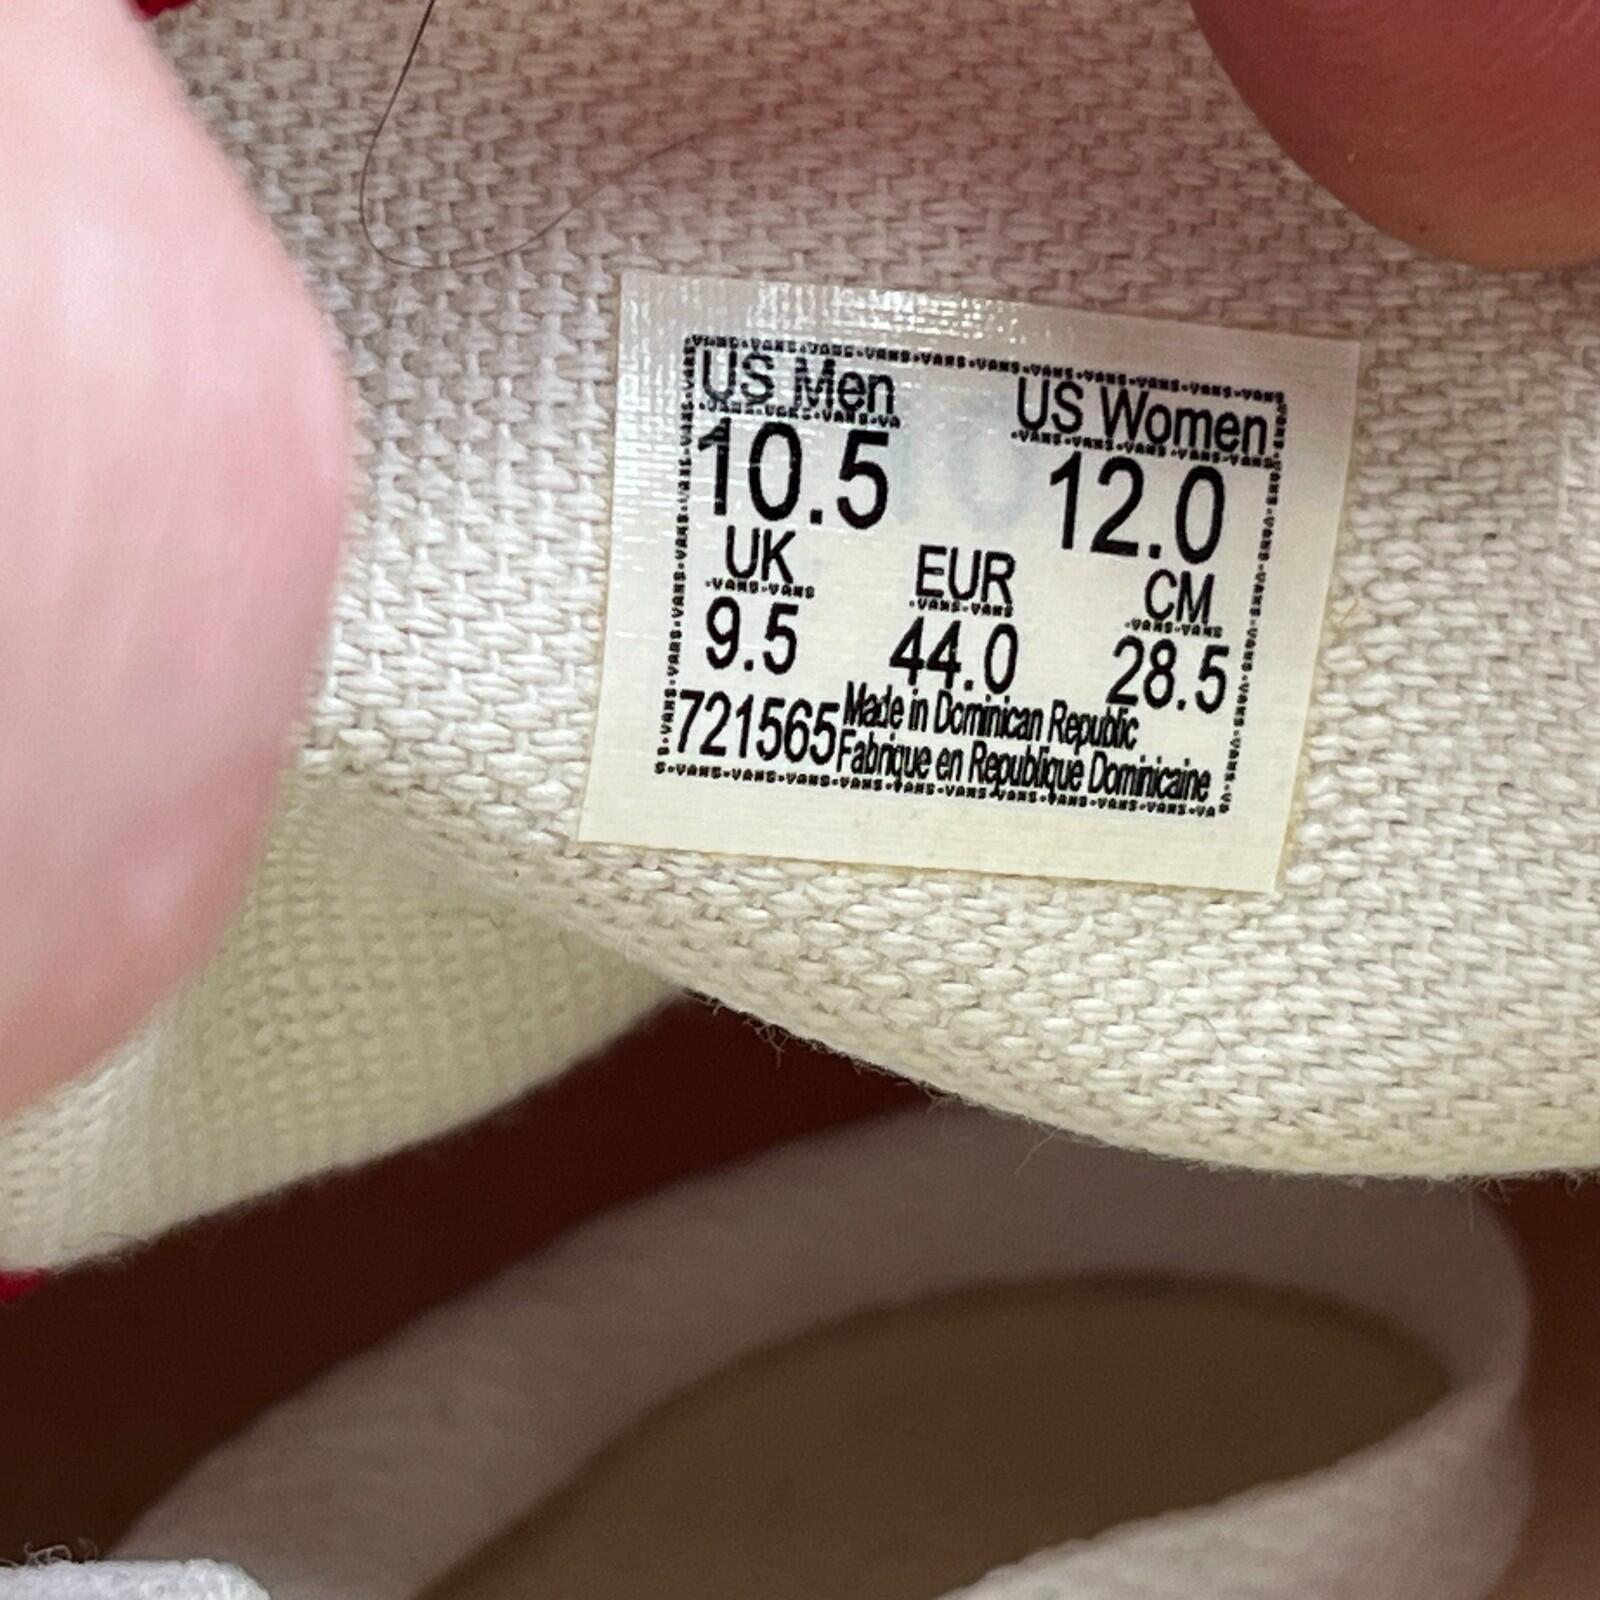 US Men US Women
10.5 12.0
UK EUR CM
9.5 44.0 28.5
721565 Made in Dominican Republic
Fabrique en Republique Dominicaine